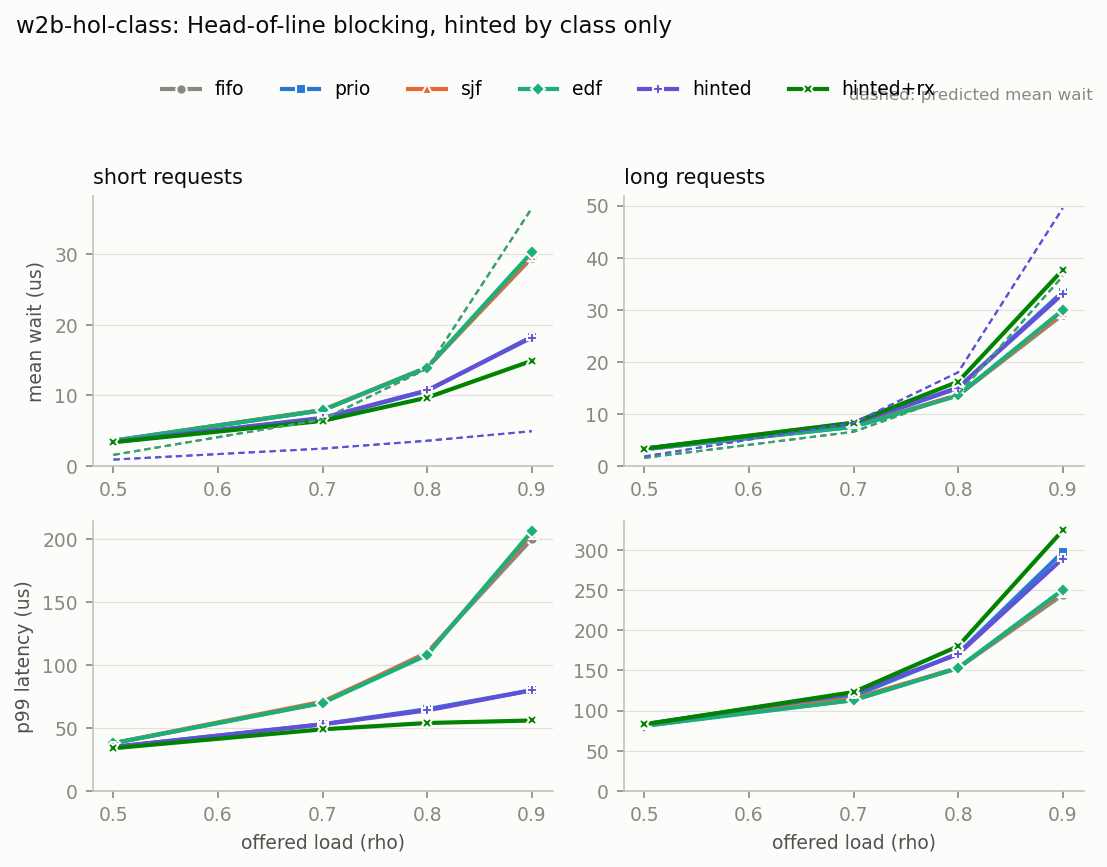 w2b-hol-class: Head-of-line blocking, hinted by class only
fifo prio sjf edf hinted hinted+rx
dashed: predicted mean wait
short requests
long requests
mean wait (us)
30
20
10
0
0.5 0.6 0.7 0.8 0.9
50
40
30
20
10
0
0.5 0.6 0.7 0.8 0.9
p99 latency (us)
200
150
100
50
0
0.5 0.6 0.7 0.8 0.9
offered load (rho)
300
250
200
150
100
50
0
0.5 0.6 0.7 0.8 0.9
offered load (rho)